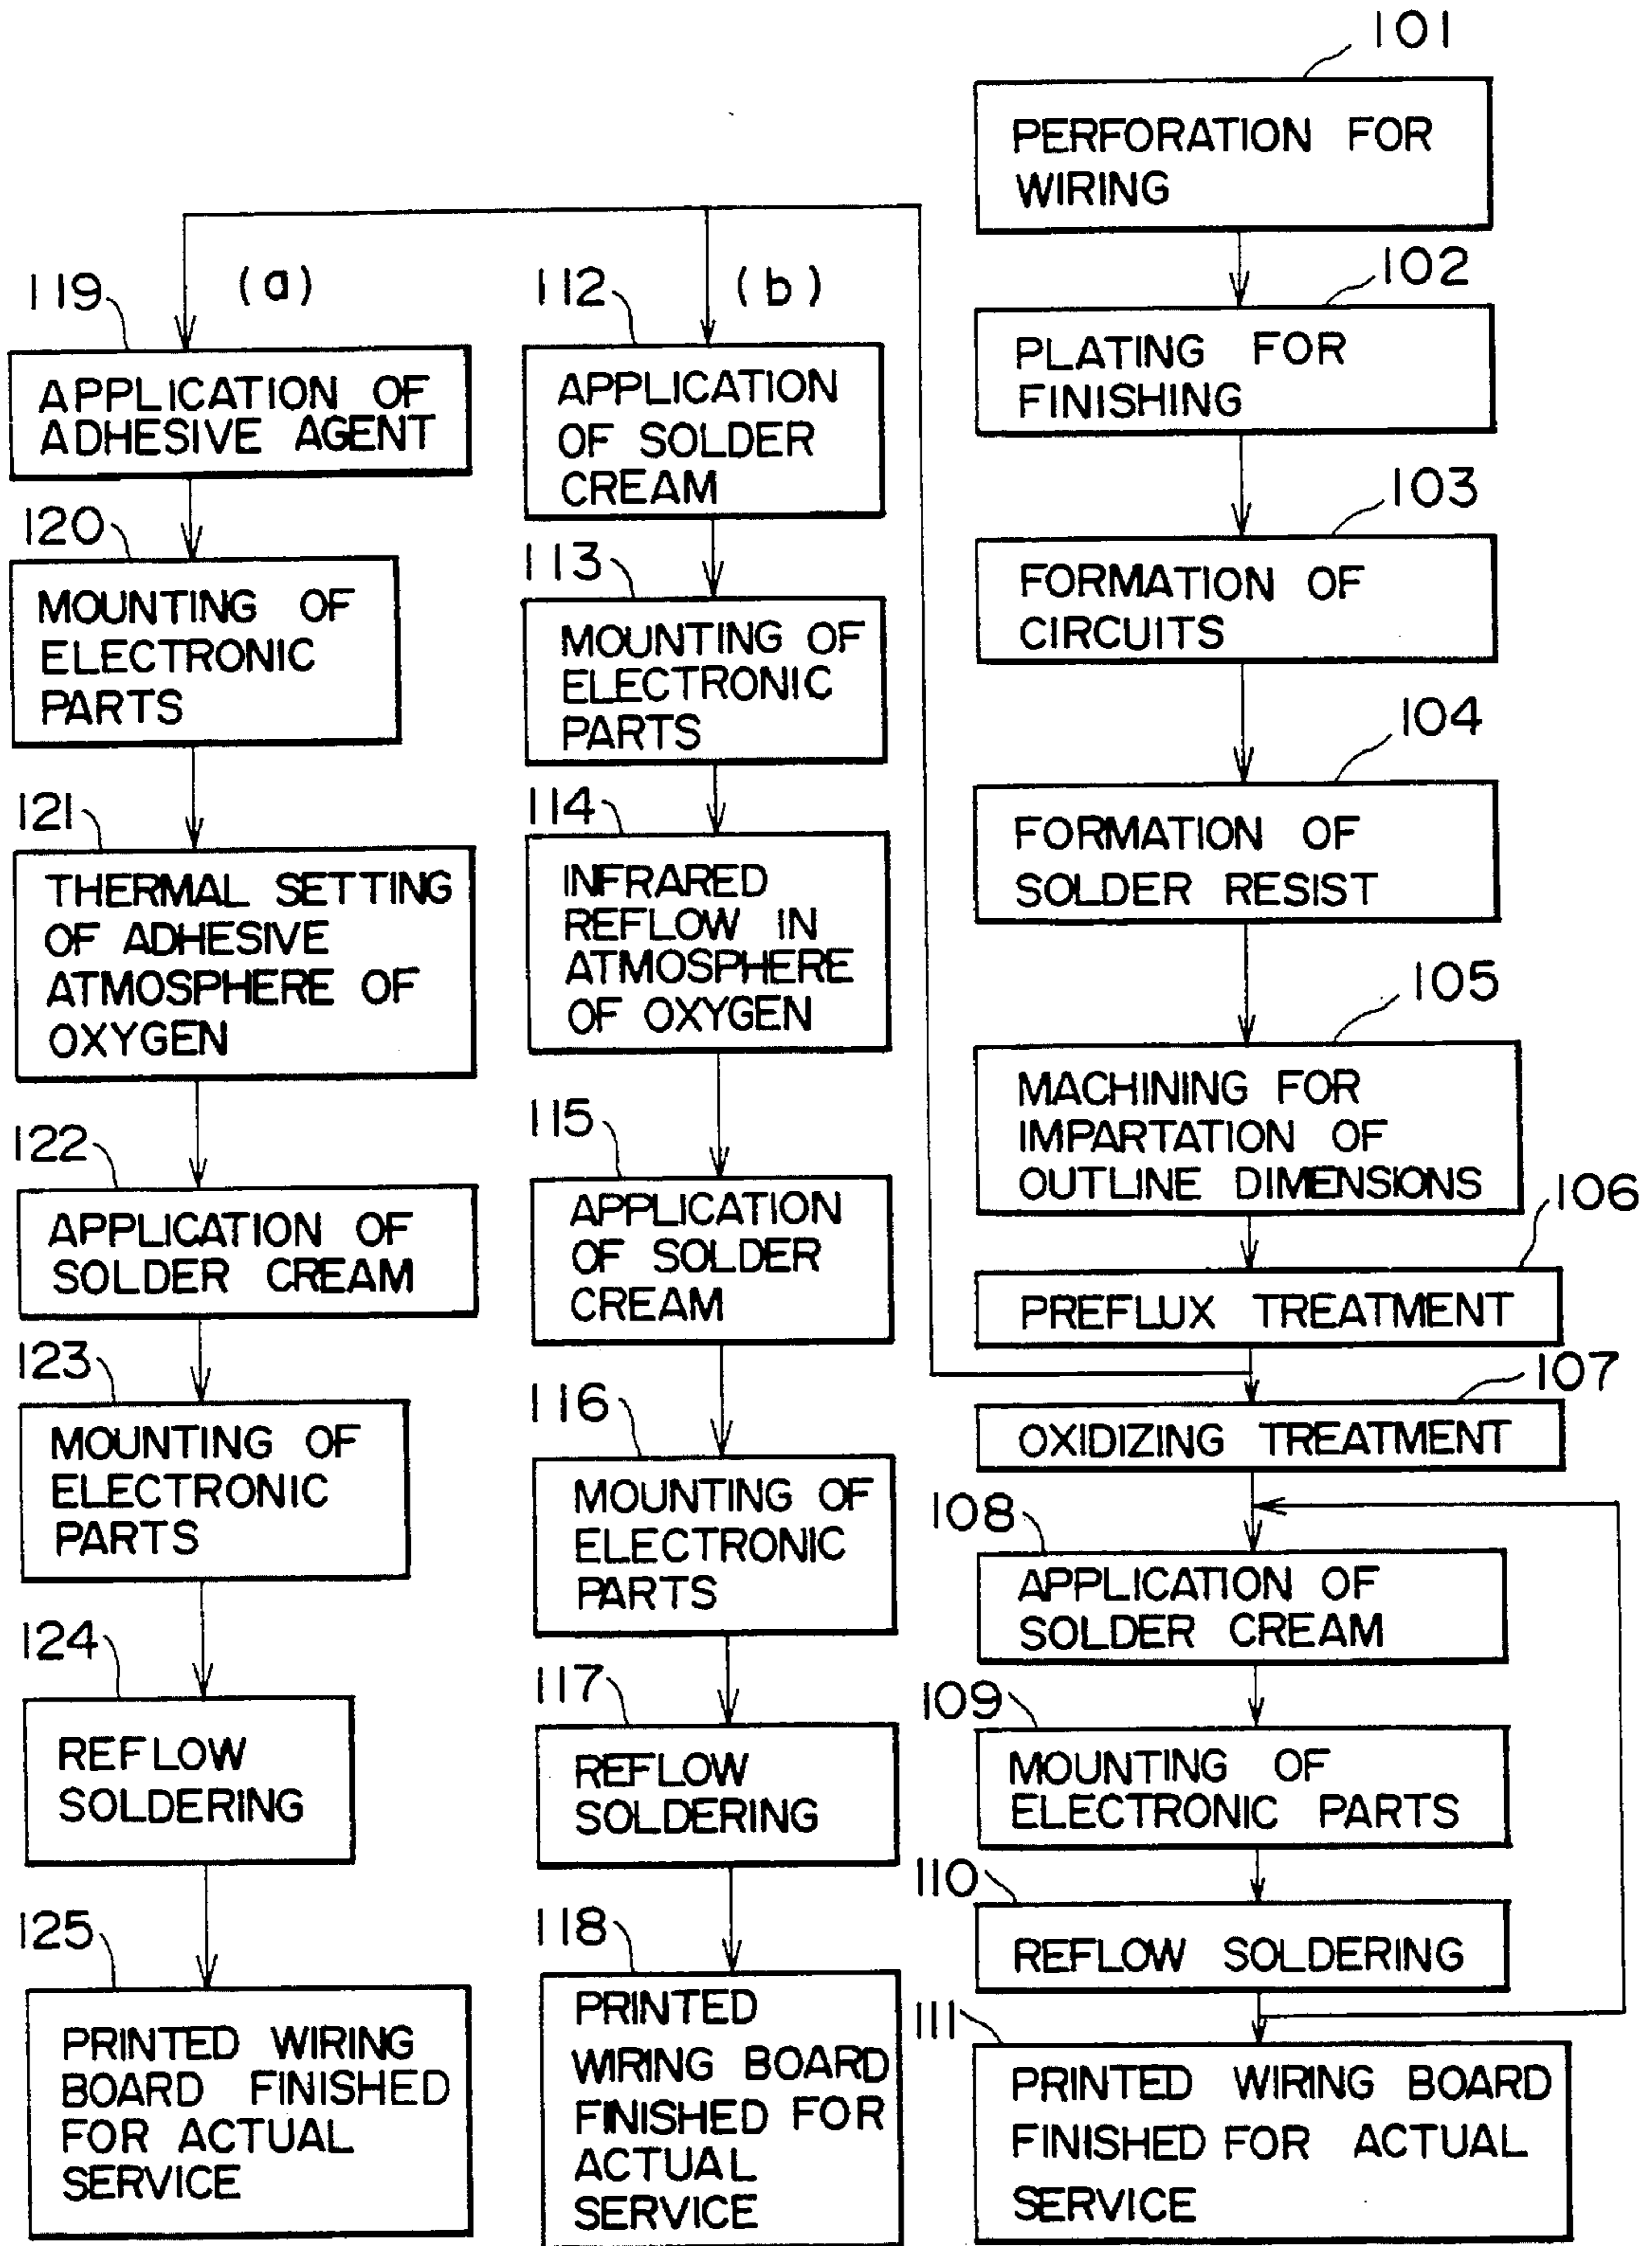 101
PERFORATION FOR
WIRING
102
PLATING FOR
FINISHING
103
FORMATION OF
CIRCUITS
104
FORMATION OF
SOLDER RESIST
105
MACHINING FOR
IMPARTATION OF
OUTLINE DIMENSIONS
106
PREFLUX TREATMENT
107
OXIDIZING TREATMENT
108
APPLICATION OF
SOLDER CREAM
109
MOUNTING OF
ELECTRONIC PARTS
110
REFLOW SOLDERING
111
PRINTED WIRING BOARD
FINISHED FOR ACTUAL
SERVICE
(b)
112
APPLICATION
OF SOLDER
CREAM
113
MOUNTING OF
ELECTRONIC
PARTS
114
INFRARED
REFLOW IN
ATMOSPHERE
OF OXYGEN
115
APPLICATION
OF SOLDER
CREAM
116
MOUNTING OF
ELECTRONIC
PARTS
117
REFLOW
SOLDERING
118
PRINTED
WIRING BOARD
FINISHED FOR
ACTUAL
SERVICE
(a)
119
APPLICATION OF
ADHESIVE AGENT
120
MOUNTING OF
ELECTRONIC
PARTS
121
THERMAL SETTING
OF ADHESIVE
ATMOSPHERE OF
OXYGEN
122
APPLICATION OF
SOLDER CREAM
123
MOUNTING OF
ELECTRONIC
PARTS
124
REFLOW
SOLDERING
125
PRINTED WIRING
BOARD FINISHED
FOR ACTUAL
SERVICE